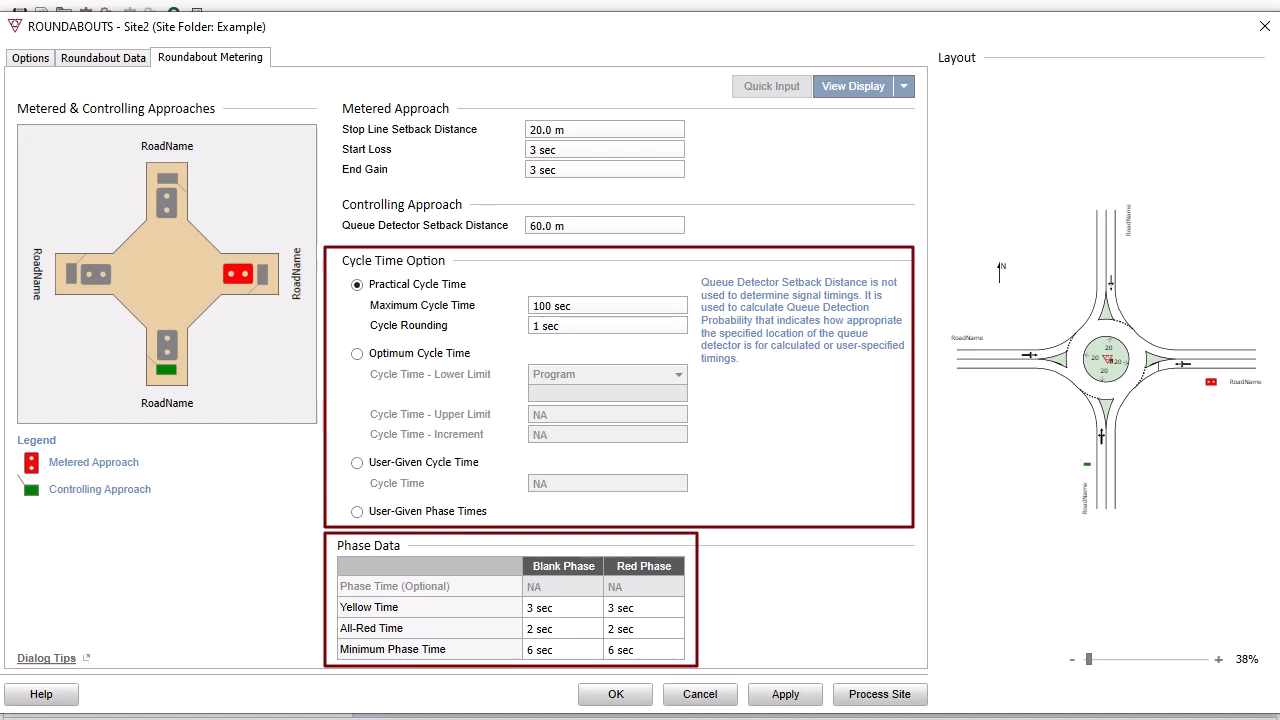 ROUNDABOUTS - Site2 (Site Folder: Example)
Options
Roundabout Data
Roundabout Metering
Quick Input
View Display
Metered & Controlling Approaches
RoadName
RoadName
RoadName
RoadName
Legend
Metered Approach
Controlling Approach
Dialog Tips
Metered Approach
Stop Line Setback Distance 20.0 m
Start Loss 3 sec
End Gain 3 sec
Controlling Approach
Queue Detector Setback Distance 60.0 m
Cycle Time Option
Practical Cycle Time
Maximum Cycle Time 100 sec
Cycle Rounding 1 sec
Optimum Cycle Time
Cycle Time - Lower Limit Program
Cycle Time - Upper Limit NA
Cycle Time - Increment NA
User-Given Cycle Time
Cycle Time NA
User-Given Phase Times
Queue Detector Setback Distance is not
used to determine signal timings. It is
used to calculate Queue Detection
Probability that indicates how appropriate
the specified location of the queue
detector is for calculated or user-specified
timings.
Phase Data
Blank Phase Red Phase
Phase Time (Optional) NA NA
Yellow Time 3 sec 3 sec
All-Red Time 2 sec 2 sec
Minimum Phase Time 6 sec 6 sec
Layout
N
RoadName
RoadName
20
20 20
20
RoadName
RoadName
- + 38%
Help
OK
Cancel
Apply
Process Site